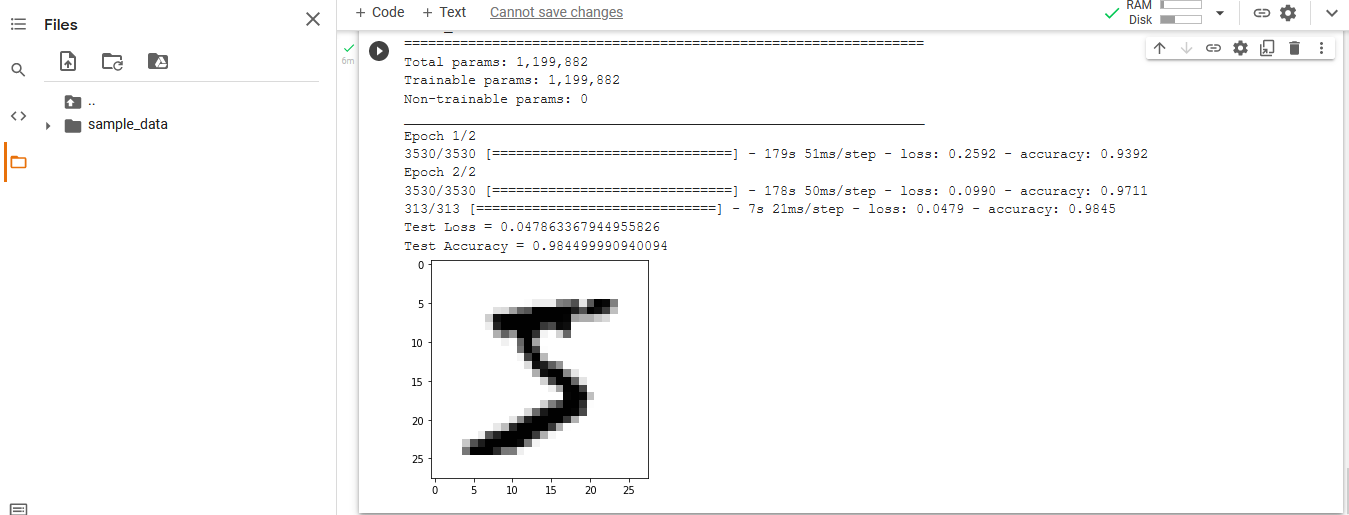 Files
..
sample_data
+ Code + Text Cannot save changes
RAM
Disk
6m
==================================================================
Total params: 1,199,882
Trainable params: 1,199,882
Non-trainable params: 0
__________________________________________________________________
Epoch 1/2
3530/3530 [==============================] - 179s 51ms/step - loss: 0.2592 - accuracy: 0.9392
Epoch 2/2
3530/3530 [==============================] - 178s 50ms/step - loss: 0.0990 - accuracy: 0.9711
313/313 [==============================] - 7s 21ms/step - loss: 0.0479 - accuracy: 0.9845
Test Loss = 0.047863367944955826
Test Accuracy = 0.984499990940094
0
5
10
15
20
25
0 5 10 15 20 25
5